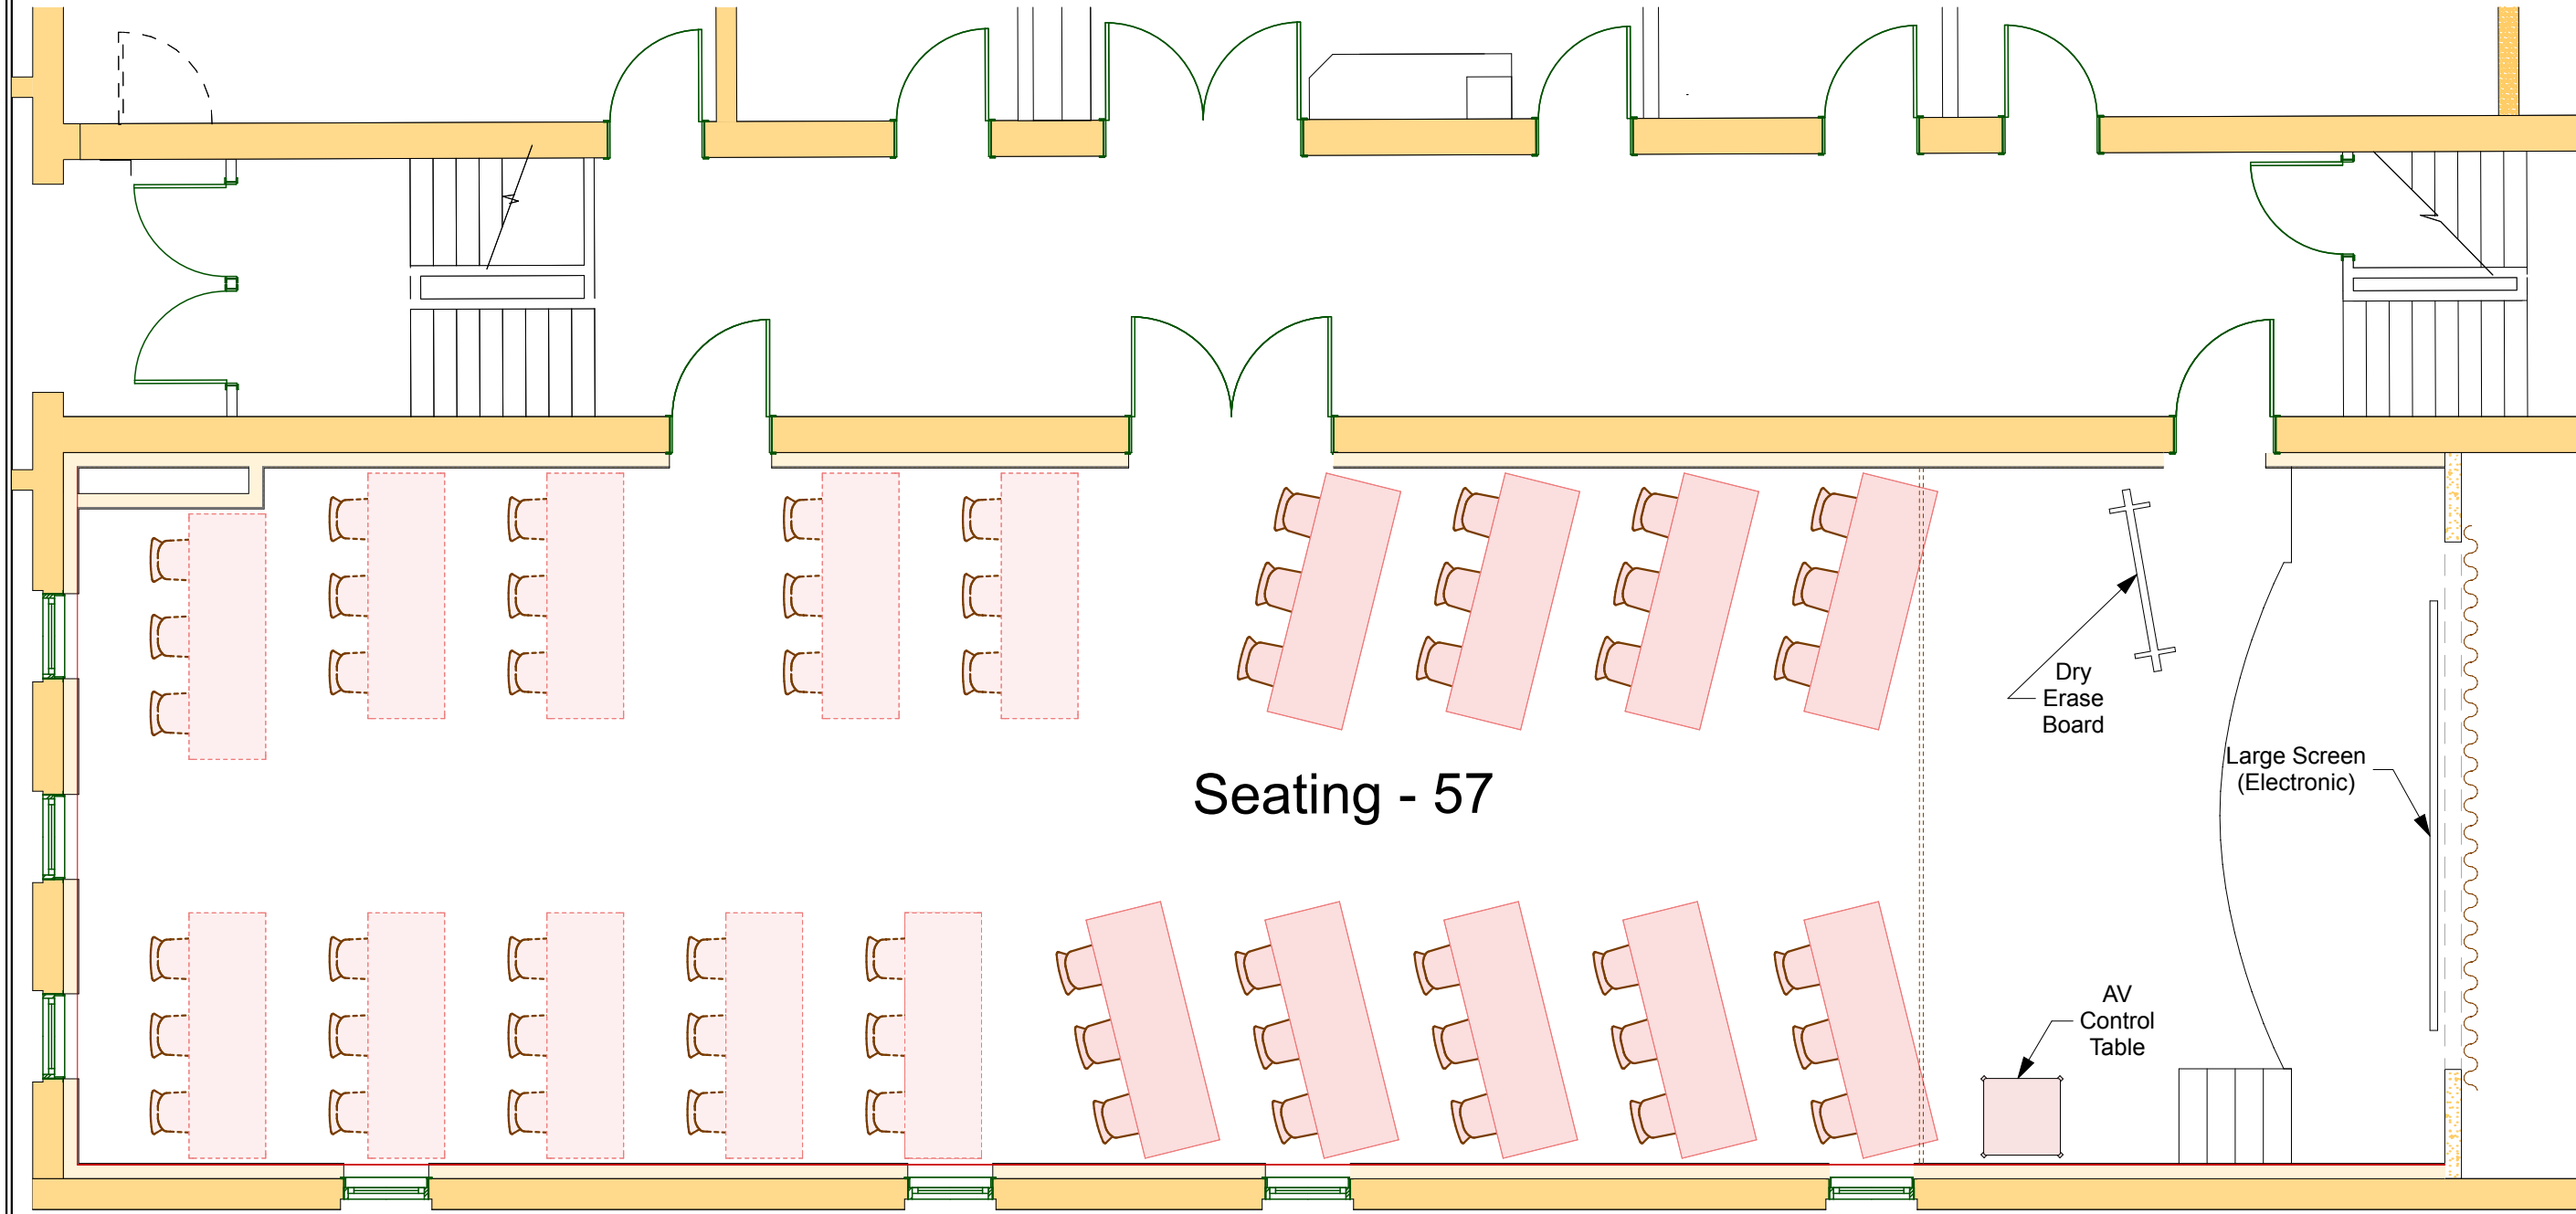 Seating - 57
Dry
Erase
Board
Large Screen
(Electronic)
AV
Control
Table